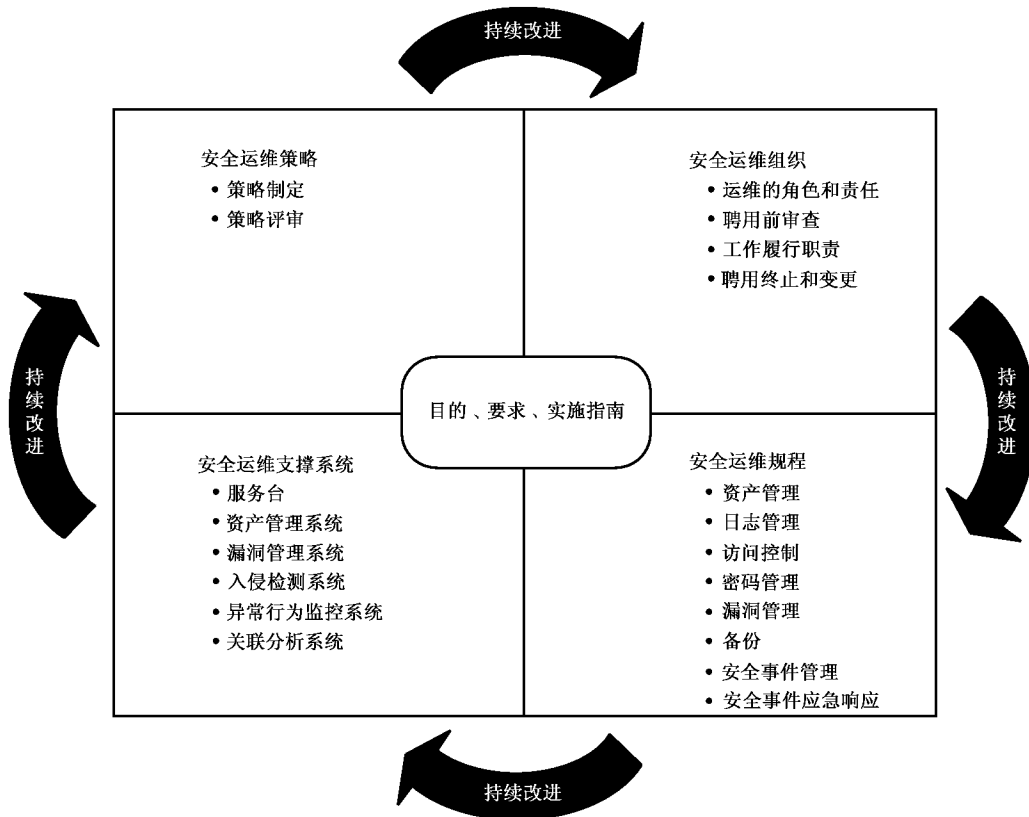 持续改进
安全运维策略
• 策略制定
• 策略评审
安全运维组织
• 运维的角色和责任
• 聘用前审查
• 工作履行职责
• 聘用终止和变更
持续改进
持续改进
目的、要求、实施指南
安全运维支撑系统
• 服务台
• 资产管理系统
• 漏洞管理系统
• 入侵检测系统
• 异常行为监控系统
• 关联分析系统
安全运维规程
• 资产管理
• 日志管理
• 访问控制
• 密码管理
• 漏洞管理
• 备份
• 安全事件管理
• 安全事件应急响应
持续改进